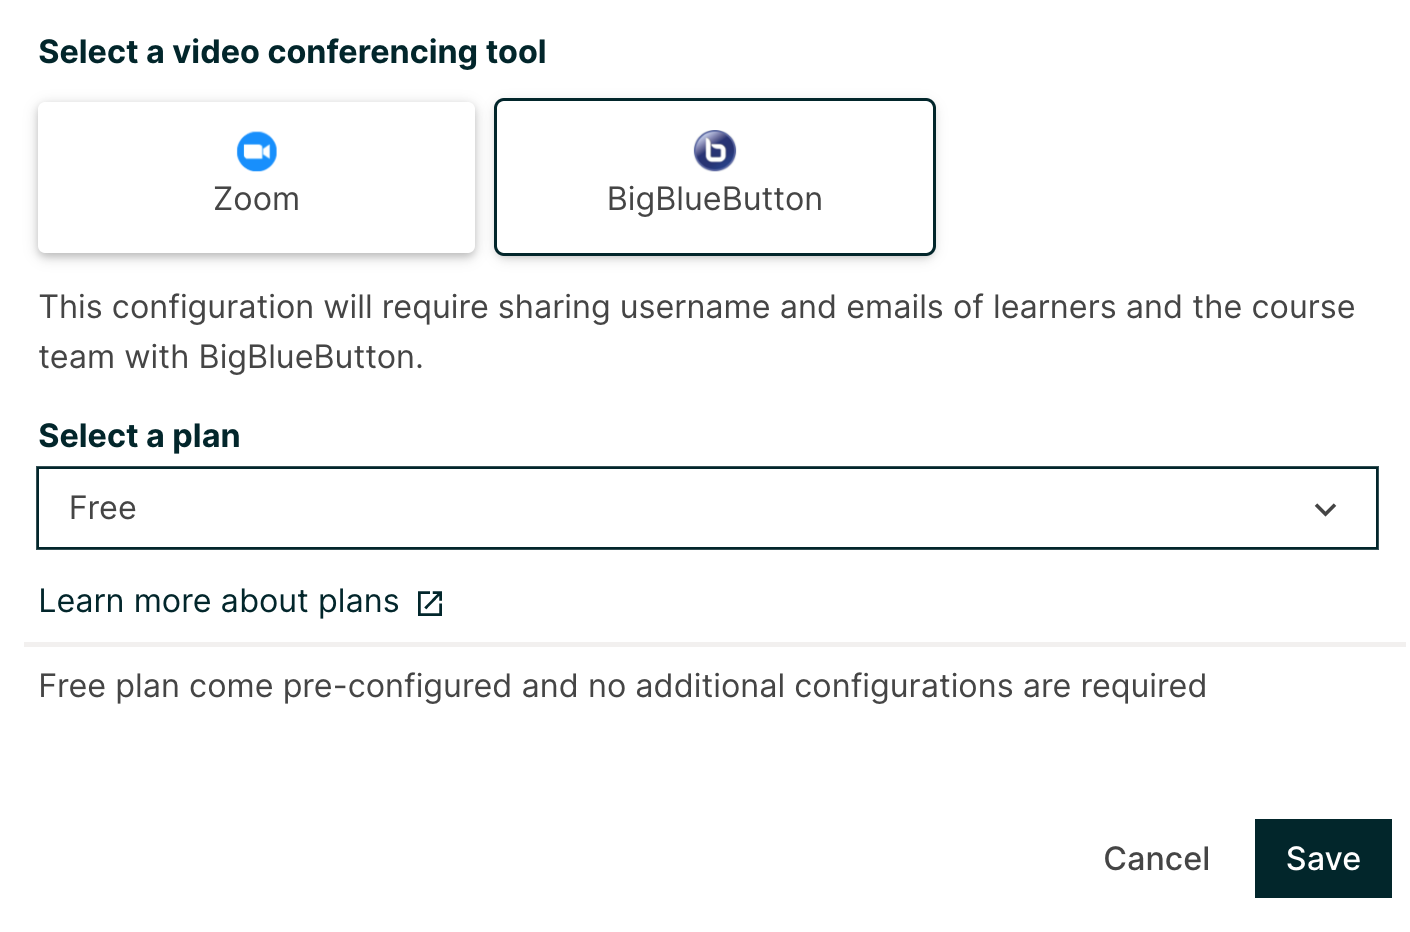 Select a video conferencing tool
Zoom
BigBlueButton
This configuration will require sharing username and emails of learners and the course
team with BigBlueButton.
Select a plan
Free
Learn more about plans
Free plan come pre-configured and no additional configurations are required
Cancel
Save